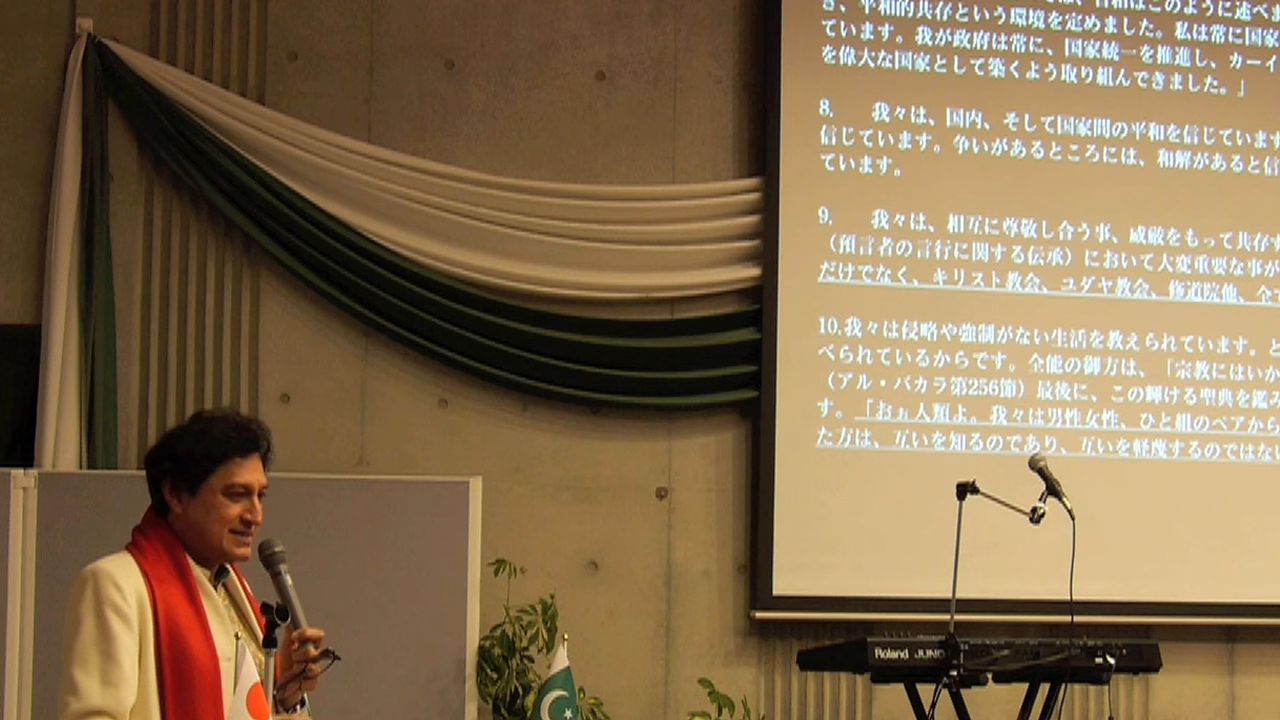 き、平和的共存という環境を定めました。私は常に国家
ています。我が政府は常に、国家統一を推進し、カーイ
を偉大な国家として築くよう取り組んできました。」
8. 我々は、国内、そして国家間の平和を信じています
信じています。争いがあるところには、和解があると信
ています。
9. 我々は、相互に尊敬し合う事、威厳をもって共存す
（預言者の言行に関する伝承）において大変重要な事が
だけでなく、キリスト教会、ユダヤ教会、修道院他、全て
10.我々は侵略や強制がない生活を教えられています。と
べられているからです。全能の御方は、「宗教にはいか
（アル・バカラ第256節）最後に、この輝ける聖典を鑑み
す。「おぉ人類よ。我々は男性女性、ひと組のペアから
た方は、互いを知るのであり、互いを軽蔑するのではない
Roland JUNO